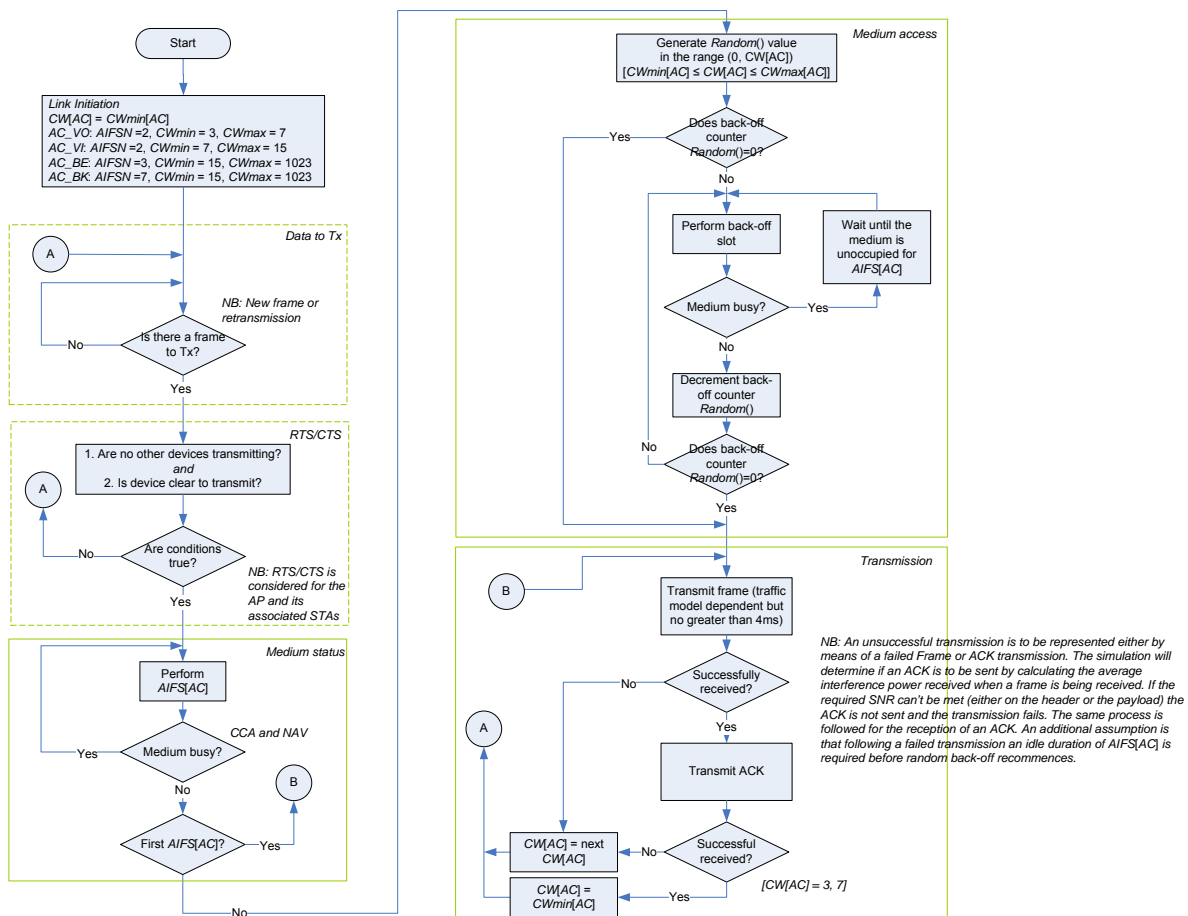 Start
Link Initiation
CW[AC] = CWmin[AC]
AC_VO: AIFSN =2, CWmin = 3, CWmax = 7
AC_VI: AIFSN =2, CWmin = 7, CWmax = 15
AC_BE: AIFSN =3, CWmin = 15, CWmax = 1023
AC_BK: AIFSN =7, CWmin = 15, CWmax = 1023
Data to Tx
A
NB: New frame or
retransmission
Is there a frame
to Tx?
No
Yes
RTS/CTS
1. Are no other devices transmitting?
and
2. Is device clear to transmit?
A
Are conditions
true?
No
NB: RTS/CTS is
considered for the
AP and its
associated STAs
Yes
Medium status
Perform
AIFS[AC]
Medium busy?
CCA and NAV
Yes
No
B
First AIFS[AC]?
Yes
No
Medium access
Generate Random() value
in the range (0, CW[AC])
[CWmin[AC] ≤ CW[AC] ≤ CWmax[AC]]
Does back-off
counter
Random()=0?
Yes
No
Perform back-off
slot
Wait until the
medium is
unoccupied for
AIFS[AC]
Medium busy?
Yes
No
Decrement back-
off counter
Random()
No
Does back-off
counter
Random()=0?
Yes
Transmission
B
Transmit frame (traffic
model dependent but
no greater than 4ms)
Successfully
received?
No
Yes
A
Transmit ACK
Successful
received?
No
CW[AC] = next
CW[AC]
Yes
CW[AC] =
CWmin[AC]
[CW[AC] = 3, 7]
NB: An unsuccessful transmission is to be represented either by
means of a failed Frame or ACK transmission. The simulation will
determine if an ACK is to be sent by calculating the average
interference power received when a frame is being received. If the
required SNR can't be met (either on the header or the payload) the
ACK is not sent and the transmission fails. The same process is
followed for the reception of an ACK. An additional assumption is
that following a failed transmission an idle duration of AIFS[AC] is
required before random back-off recommences.